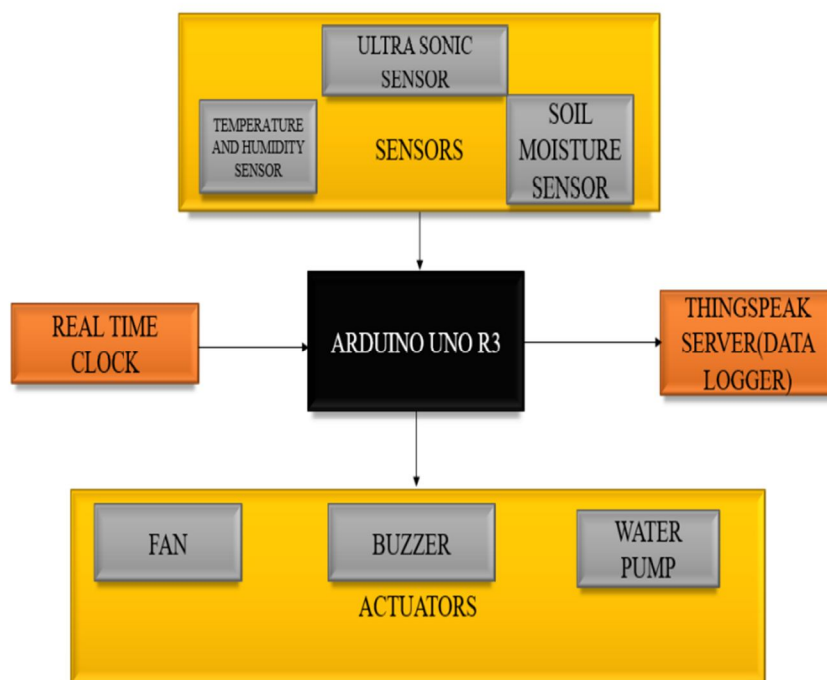 ULTRA SONIC
SENSOR
TEMPERATURE
AND HUMIDITY
SENSOR
SENSORS
SOIL
MOISTURE
SENSOR
REAL TIME
CLOCK
ARDUINO UNO R3
THINGSPEAK
SERVER(DATA
LOGGER)
FAN
BUZZER
WATER
PUMP
ACTUATORS